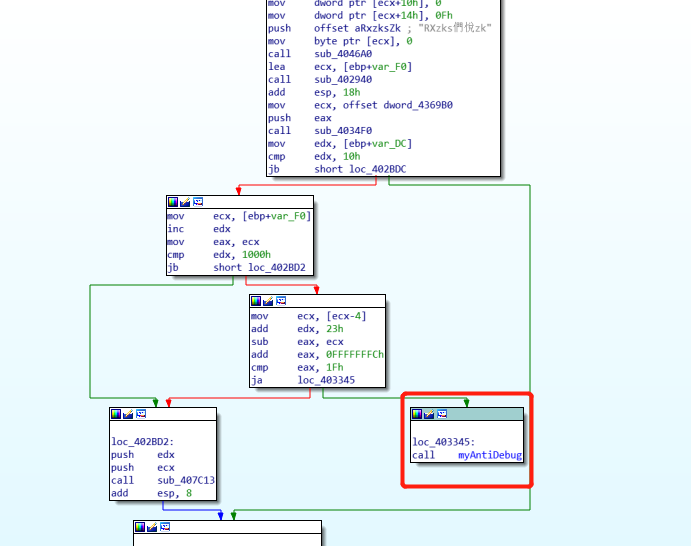 mov dword ptr [ecx+10h], 0
mov dword ptr [ecx+14h], 0Fh
push offset aRxzksZk ; "RXzks們悅zk"
mov byte ptr [ecx], 0
call sub_4046A0
lea ecx, [ebp+var_F0]
call sub_402940
add esp, 18h
mov ecx, offset dword_4369B0
push eax
call sub_4034F0
mov edx, [ebp+var_DC]
cmp edx, 10h
jb short loc_402BDC
mov ecx, [ebp+var_F0]
inc edx
mov eax, ecx
cmp edx, 1000h
jb short loc_402BD2
mov ecx, [ecx-4]
add edx, 23h
sub eax, ecx
add eax, 0FFFFFFFCh
cmp eax, 1Fh
ja loc_403345
loc_402BD2:
push edx
push ecx
call sub_407C13
add esp, 8
loc_403345:
call myAntiDebug